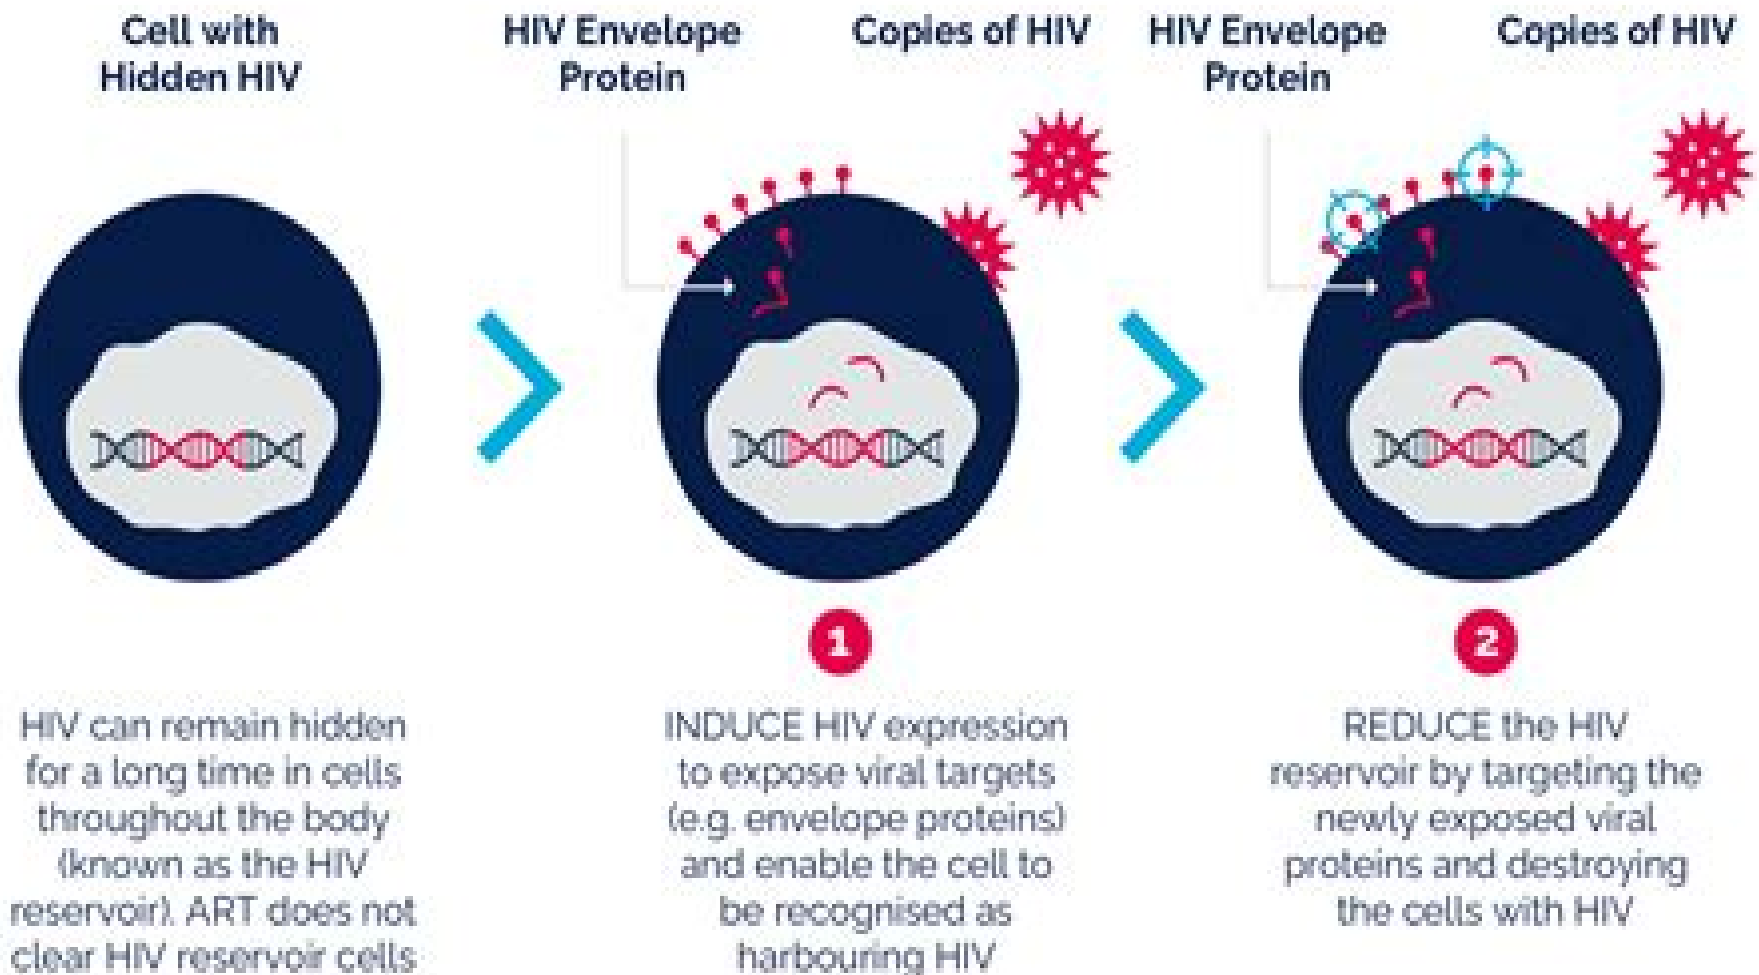 Cell with
Hidden HIV
HIV Envelope
Protein
Copies of HIV
HIV Envelope
Protein
Copies of HIV
1
2
HIV can remain hidden
for a long time in cells
throughout the body
(known as the HIV
reservoir). ART does not
clear HIV reservoir cells
INDUCE HIV expression
to expose viral targets
(e.g. envelope proteins)
and enable the cell to
be recognised as
harbouring HIV
REDUCE the HIV
reservoir by targeting the
newly exposed viral
proteins and destroying
the cells with HIV